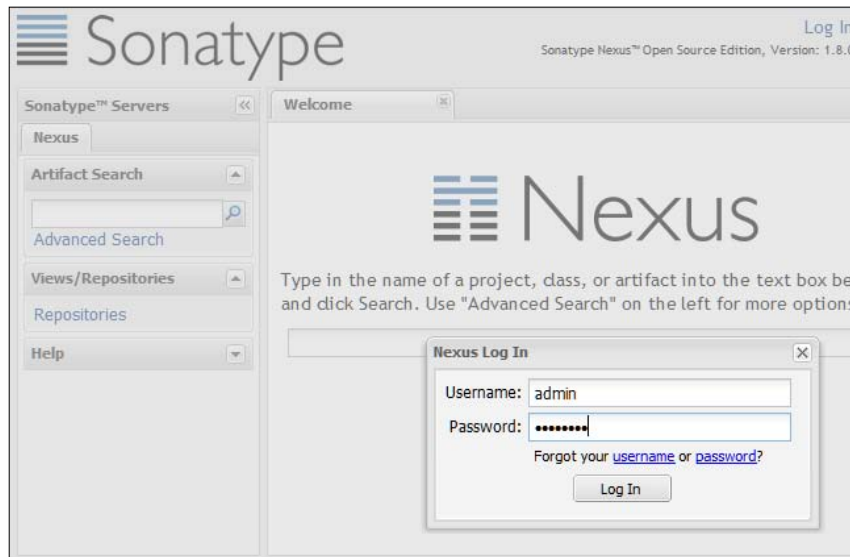 Sonatype
Log In
Sonatype Nexus™ Open Source Edition, Version: 1.8.0
Sonatype™ Servers
Nexus
Artifact Search
Advanced Search
Views/Repositories
Repositories
Help
Welcome
Nexus
Type in the name of a project, class, or artifact into the text box be
and click Search. Use "Advanced Search" on the left for more options
Nexus Log In
Username: admin
Password: ••••••••
Forgot your username or password?
Log In